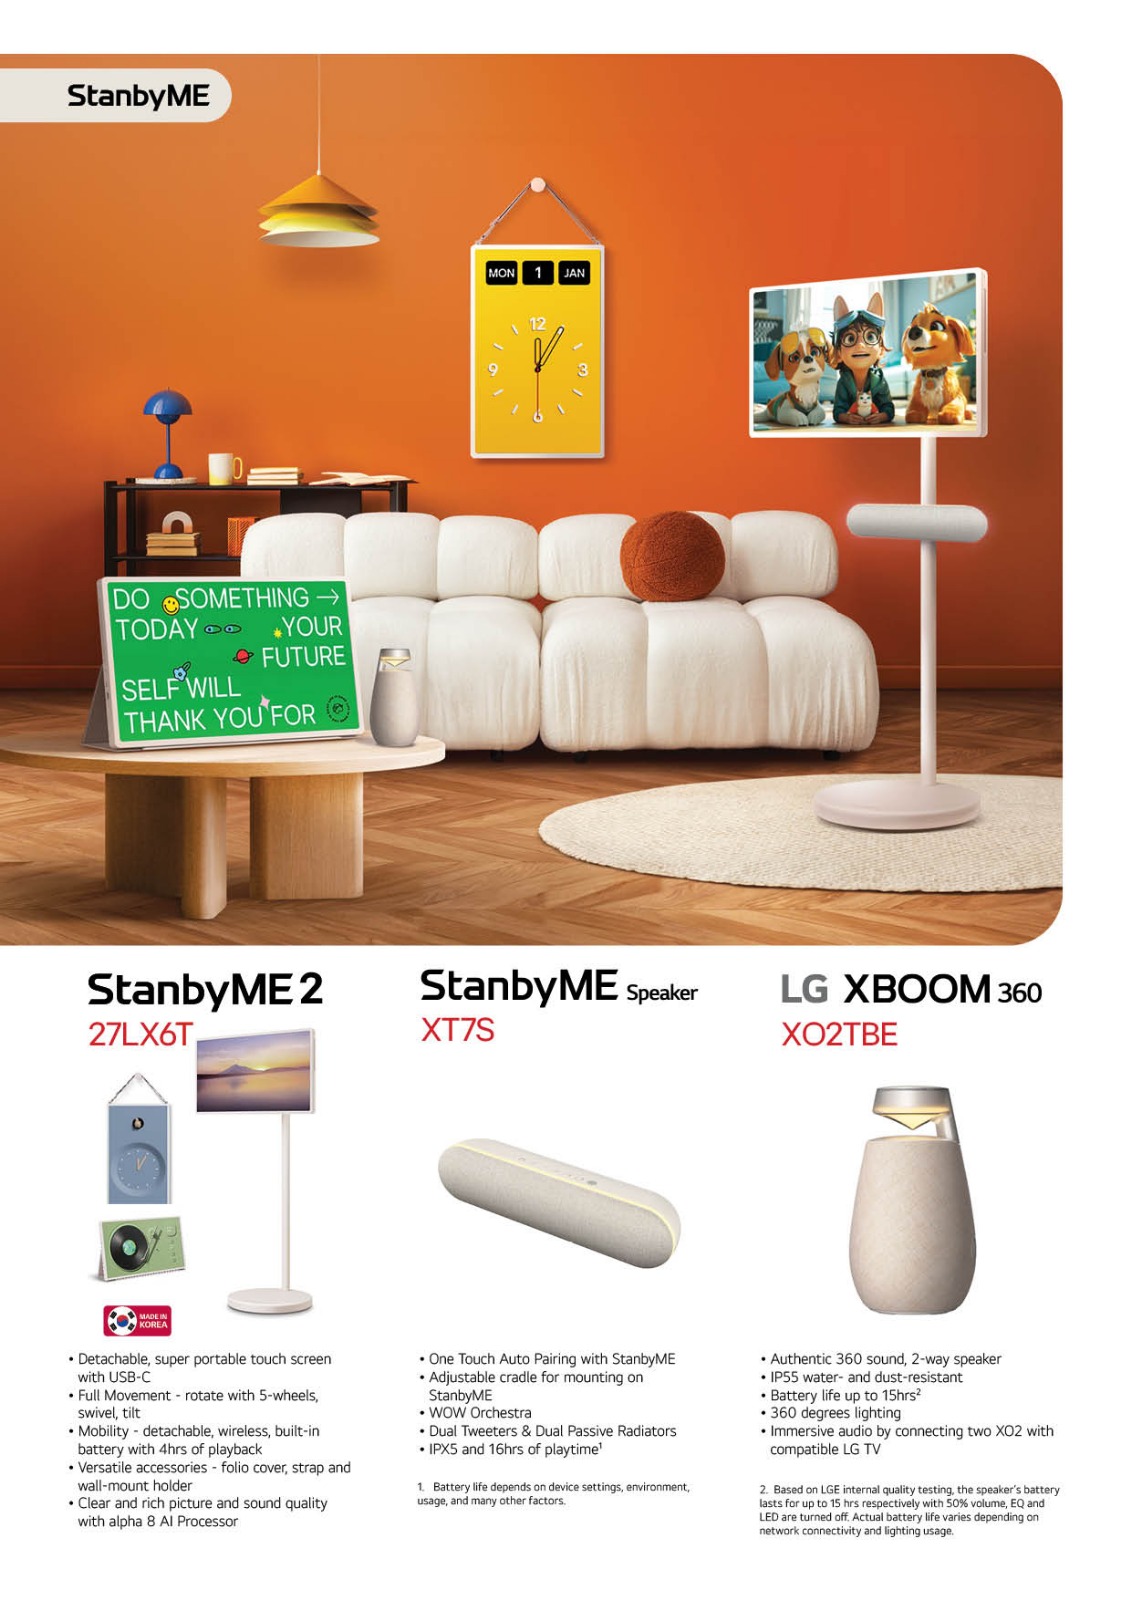 StanbyME
MON 1 JAN
12
9
3
DO SOMETHING →
TODAY YOUR
FUTURE
SELF WILL
THANK YOU FOR
StanbyME 2
27LX6T
MADE IN
KOREA
• Detachable, super portable touch screen
with USB-C
• Full Movement - rotate with 5-wheels,
swivel, tilt
• Mobility - detachable, wireless, built-in
battery with 4hrs of playback
• Versatile accessories - folio cover, strap and
wall-mount holder
• Clear and rich picture and sound quality
with alpha 8 AI Processor
StanbyME Speaker
XT7S
• One Touch Auto Pairing with StanbyME
• Adjustable cradle for mounting on
StanbyME
• WOW Orchestra
• Dual Tweeters & Dual Passive Radiators
• IPX5 and 16hrs of playtime¹
1. Battery life depends on device settings, environment,
usage, and many other factors.
LG XBOOM 360
XO2TBE
• Authentic 360 sound, 2-way speaker
• IP55 water- and dust-resistant
• Battery life up to 15hrs²
• 360 degrees lighting
• Immersive audio by connecting two XO2 with
compatible LG TV
2. Based on LGE internal quality testing, the speaker's battery
lasts for up to 15 hrs respectively with 50% volume, EQ and
LED are turned off. Actual battery life varies depending on
network connectivity and lighting usage.